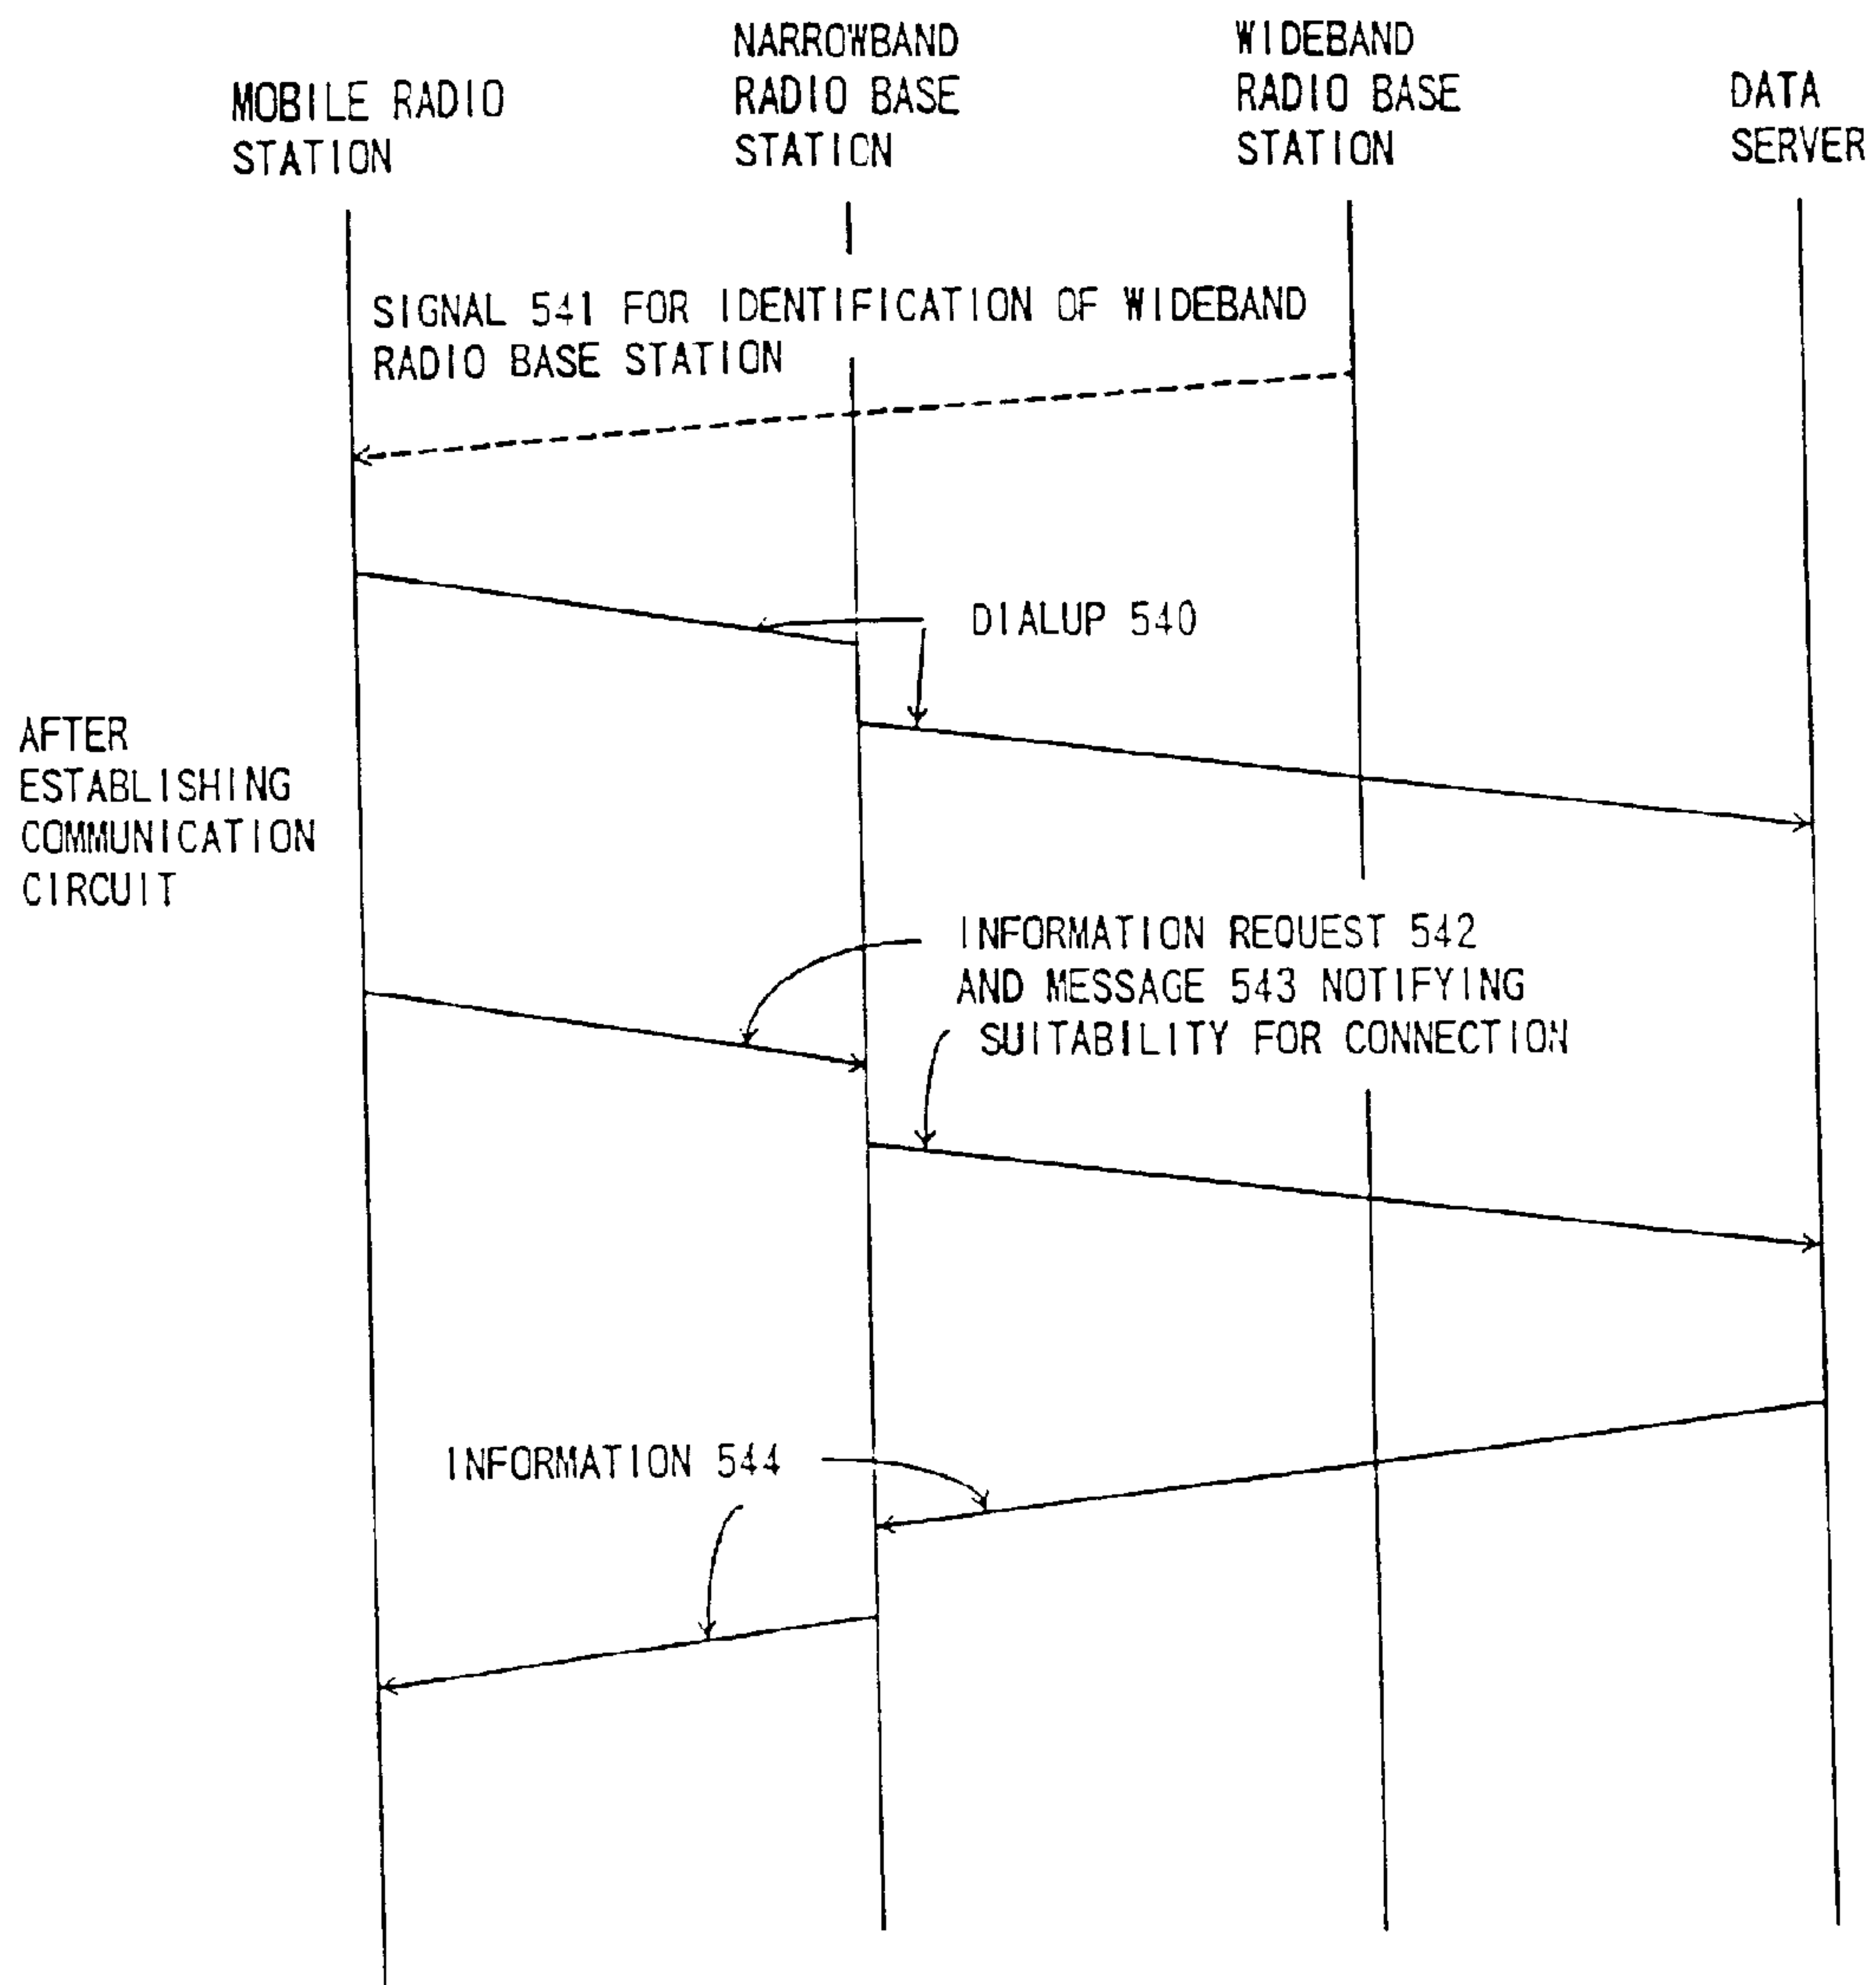 MOBILE RADIO
STATION
NARROWBAND
RADIO BASE
STATION
WIDEBAND
RADIO BASE
STATION
DATA
SERVER
SIGNAL 541 FOR IDENTIFICATION OF WIDEBAND
RADIO BASE STATION
DIALUP 540
AFTER
ESTABLISHING
COMMUNICATION
CIRCUIT
INFORMATION REQUEST 542
AND MESSAGE 543 NOTIFYING
SUITABILITY FOR CONNECTION
INFORMATION 544